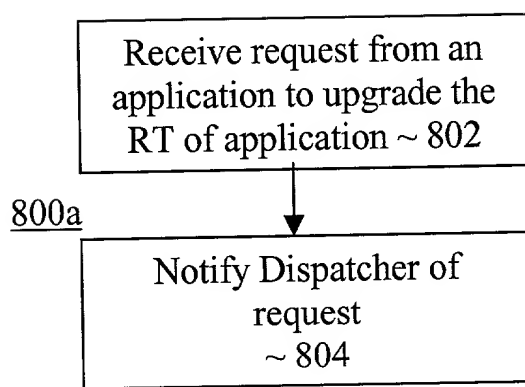 Receive request from an
application to upgrade the
RT of application ~ 802
800a
Notify Dispatcher of
request
~ 804